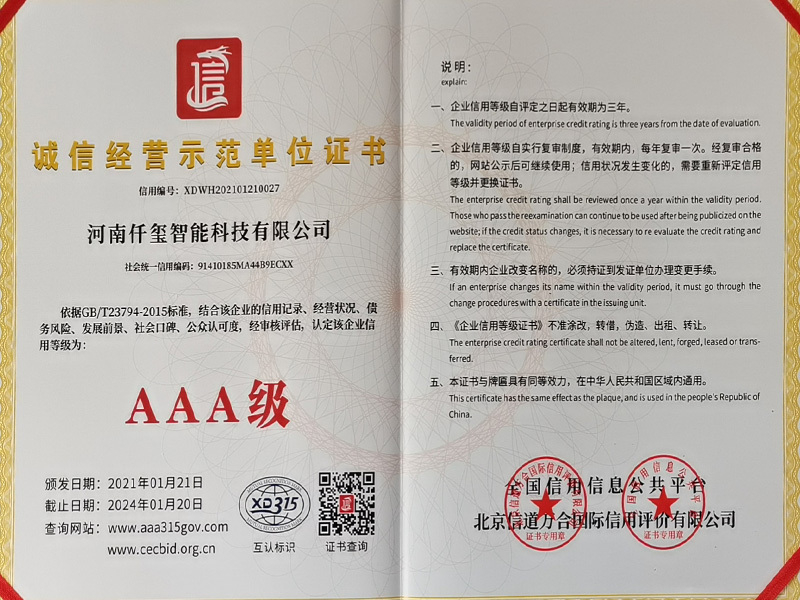 信
诚信经营示范单位证书
信用编号：XDWH202101210027
河南仟玺智能科技有限公司
社会统一信用编码：91410185MA44B9ECXX
依据GB/T23794-2015标准，结合该企业的信用记录、经营状况、债
务风险、发展前景、社会口碑、公众认可度，经审核评估，认定该企业信
用等级为：
AAA级
颁发日期：2021年01月21日
截止日期：2024年01月20日
查询网站：www.aaa315gov.com
www.cecbid.org.cn
XD315
互认标识
证书查询
说明：
explain:
一、企业信用等级自评定之日起有效期为三年。
The validity period of enterprise credit rating is three years from the date of evaluation.
二、企业信用等级自实行复审制度，有效期内，每年复审一次。经复审合格
的，网站公示后可继续使用；信用状况发生变化的，需要重新评定信用
等级并更换证书。
The enterprise credit rating shall be reviewed once a year within the validity period.
Those who pass the reexamination can continue to be used after being publicized on the
website; if the credit status changes, it is necessary to re evaluate the credit rating and
replace the certificate.
三、有效期内企业改变名称的，必须持证到发证单位办理变更手续。
If an enterprise changes its name within the validity period, it must go through the
change procedures with a certificate in the issuing unit.
四、《企业信用等级证书》不准涂改，转借，伪造、出租、转让。
The enterprise credit rating certificate shall not be altered, lent, forged, leased or trans-
ferred.
五、本证书与牌匾具有同等效力，在中华人民共和国区域内通用。
This certificate has the same effect as the plaque, and is used in the people's Republic of
China.
全国信用信息公共平台
北京信道万合国际信用评价有限公司
证书专用章
证书专用章